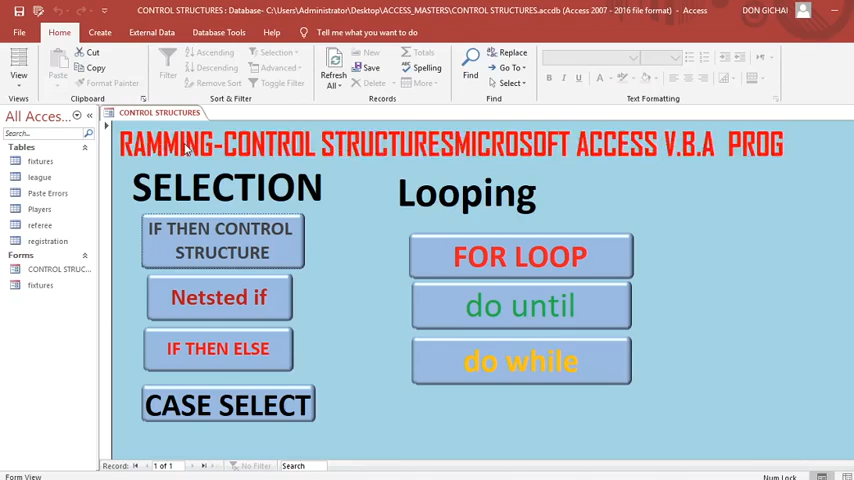 CONTROL STRUCTURES : Database- C:\Users\Administrator\Desktop\ACCESS_MASTERS\CONTROL STRUCTURES.accdb (Access 2007 - 2016 file format) - Access
DON GICHAI
File Home Create External Data Database Tools Help Tell me what you want to do
View
Views
Paste
Cut
Copy
Format Painter
Clipboard
Filter
Ascending
Descending
Remove Sort
Selection
Advanced
Toggle Filter
Sort & Filter
Refresh All
New
Save
Delete
Totals
Spelling
More
Records
Find
Replace
Go To
Select
Find
B I U
Text Formatting
All Acces...
Search...
Tables
fixtures
league
Paste Errors
Players
referee
registration
Forms
CONTROL STRUC...
fixtures
CONTROL STRUCTURES
RAMMING-CONTROL STRUCTURESMICROSOFT ACCESS V.B.A PROG
SELECTION
Looping
IF THEN CONTROL
STRUCTURE
Netsted if
IF THEN ELSE
CASE SELECT
FOR LOOP
do until
do while
Record: 1 of 1 No Filter Search
Form View
Num Lock